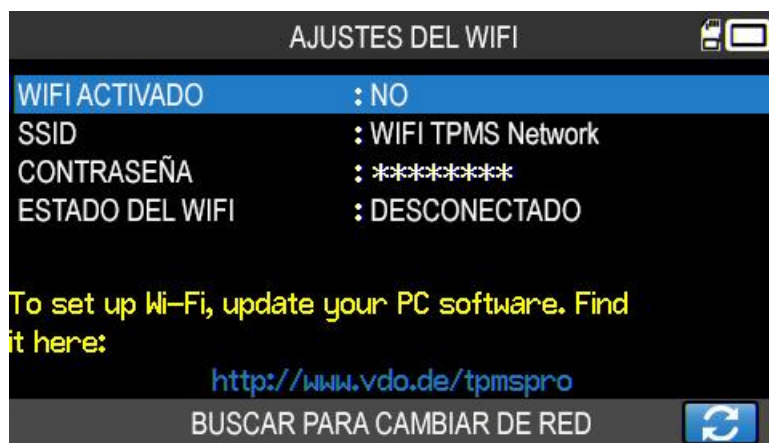 AJUSTES DEL WIFI
WIFI ACTIVADO : NO
SSID : WIFI TPMS Network
CONTRASEÑA : ********
ESTADO DEL WIFI : DESCONECTADO
To set up Wi-Fi, update your PC software. Find
it here:
http://www.vdo.de/tpmspro
BUSCAR PARA CAMBIAR DE RED